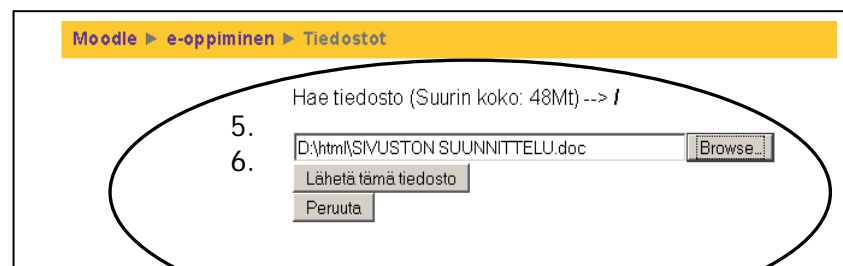 Moodle ► e-oppiminen ► Tiedostot
Hae tiedosto (Suurin koko: 48Mt) --> /
5.
D:\html\SIVUSTON SUUNNITTELU.doc Browse...
6.
Lähetä tämä tiedosto
Peruuta